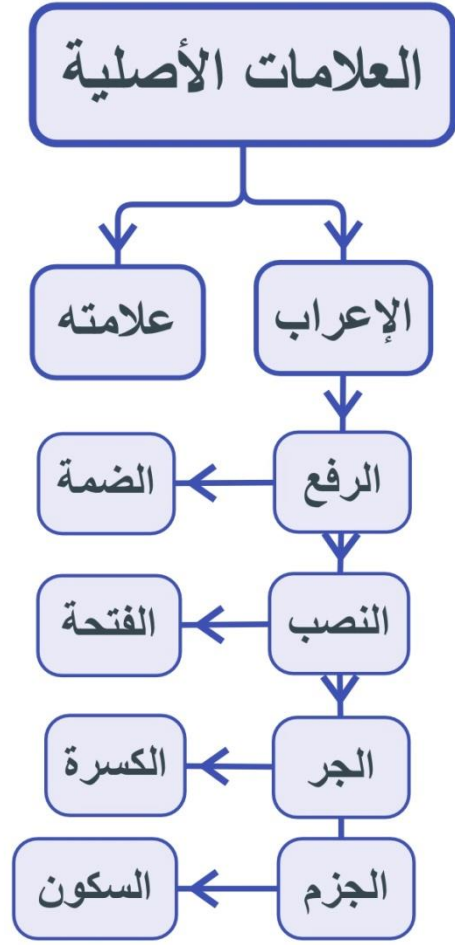 العلامات الأصلية
الإعراب
علامته
الرفع
الضمة
النصب
الفتحة
الجر
الكسرة
الجزم
السكون